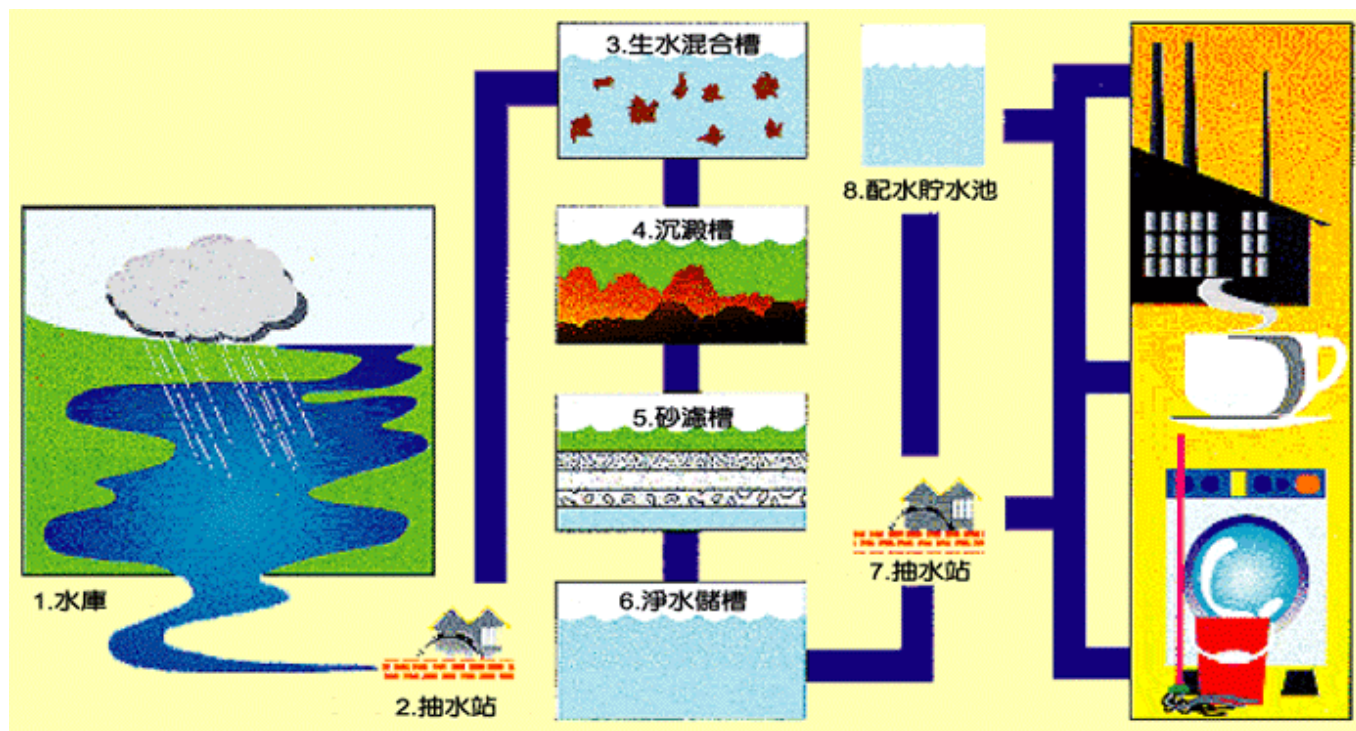 1.水庫
2.抽水站
3.生水混合槽
4.沉澱槽
5.砂濾槽
6.淨水儲槽
7.抽水站
8.配水貯水池